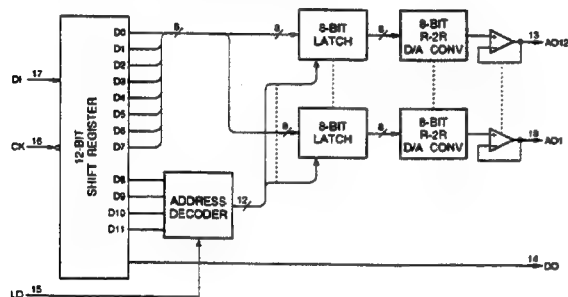 DI
17
CK
16
LD
15
12-BIT
SHIFT REGISTER
D0
D1
D2
D3
D4
D5
D6
D7
D8
D9
D10
D11
8
ADDRESS
DECODER
12
8
8-BIT
LATCH
8
8-BIT
R-2R
D/A CONV
13
AO12
8
8-BIT
LATCH
8
8-BIT
R-2R
D/A CONV
AO1
14
DO